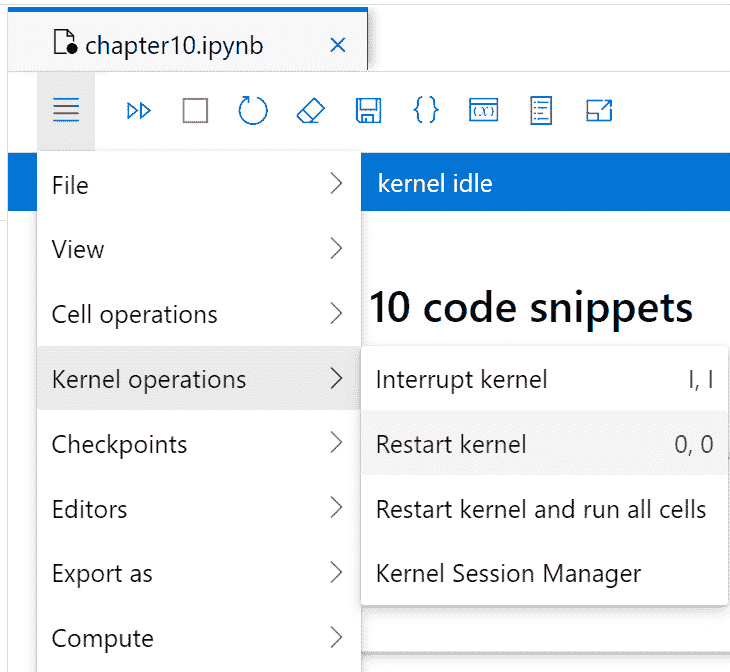 chapter10.ipynb
File
kernel idle
View
10 code snippets
Cell operations
Kernel operations
Interrupt kernel I, I
Checkpoints
Restart kernel 0, 0
Editors
Restart kernel and run all cells
Export as
Kernel Session Manager
Compute